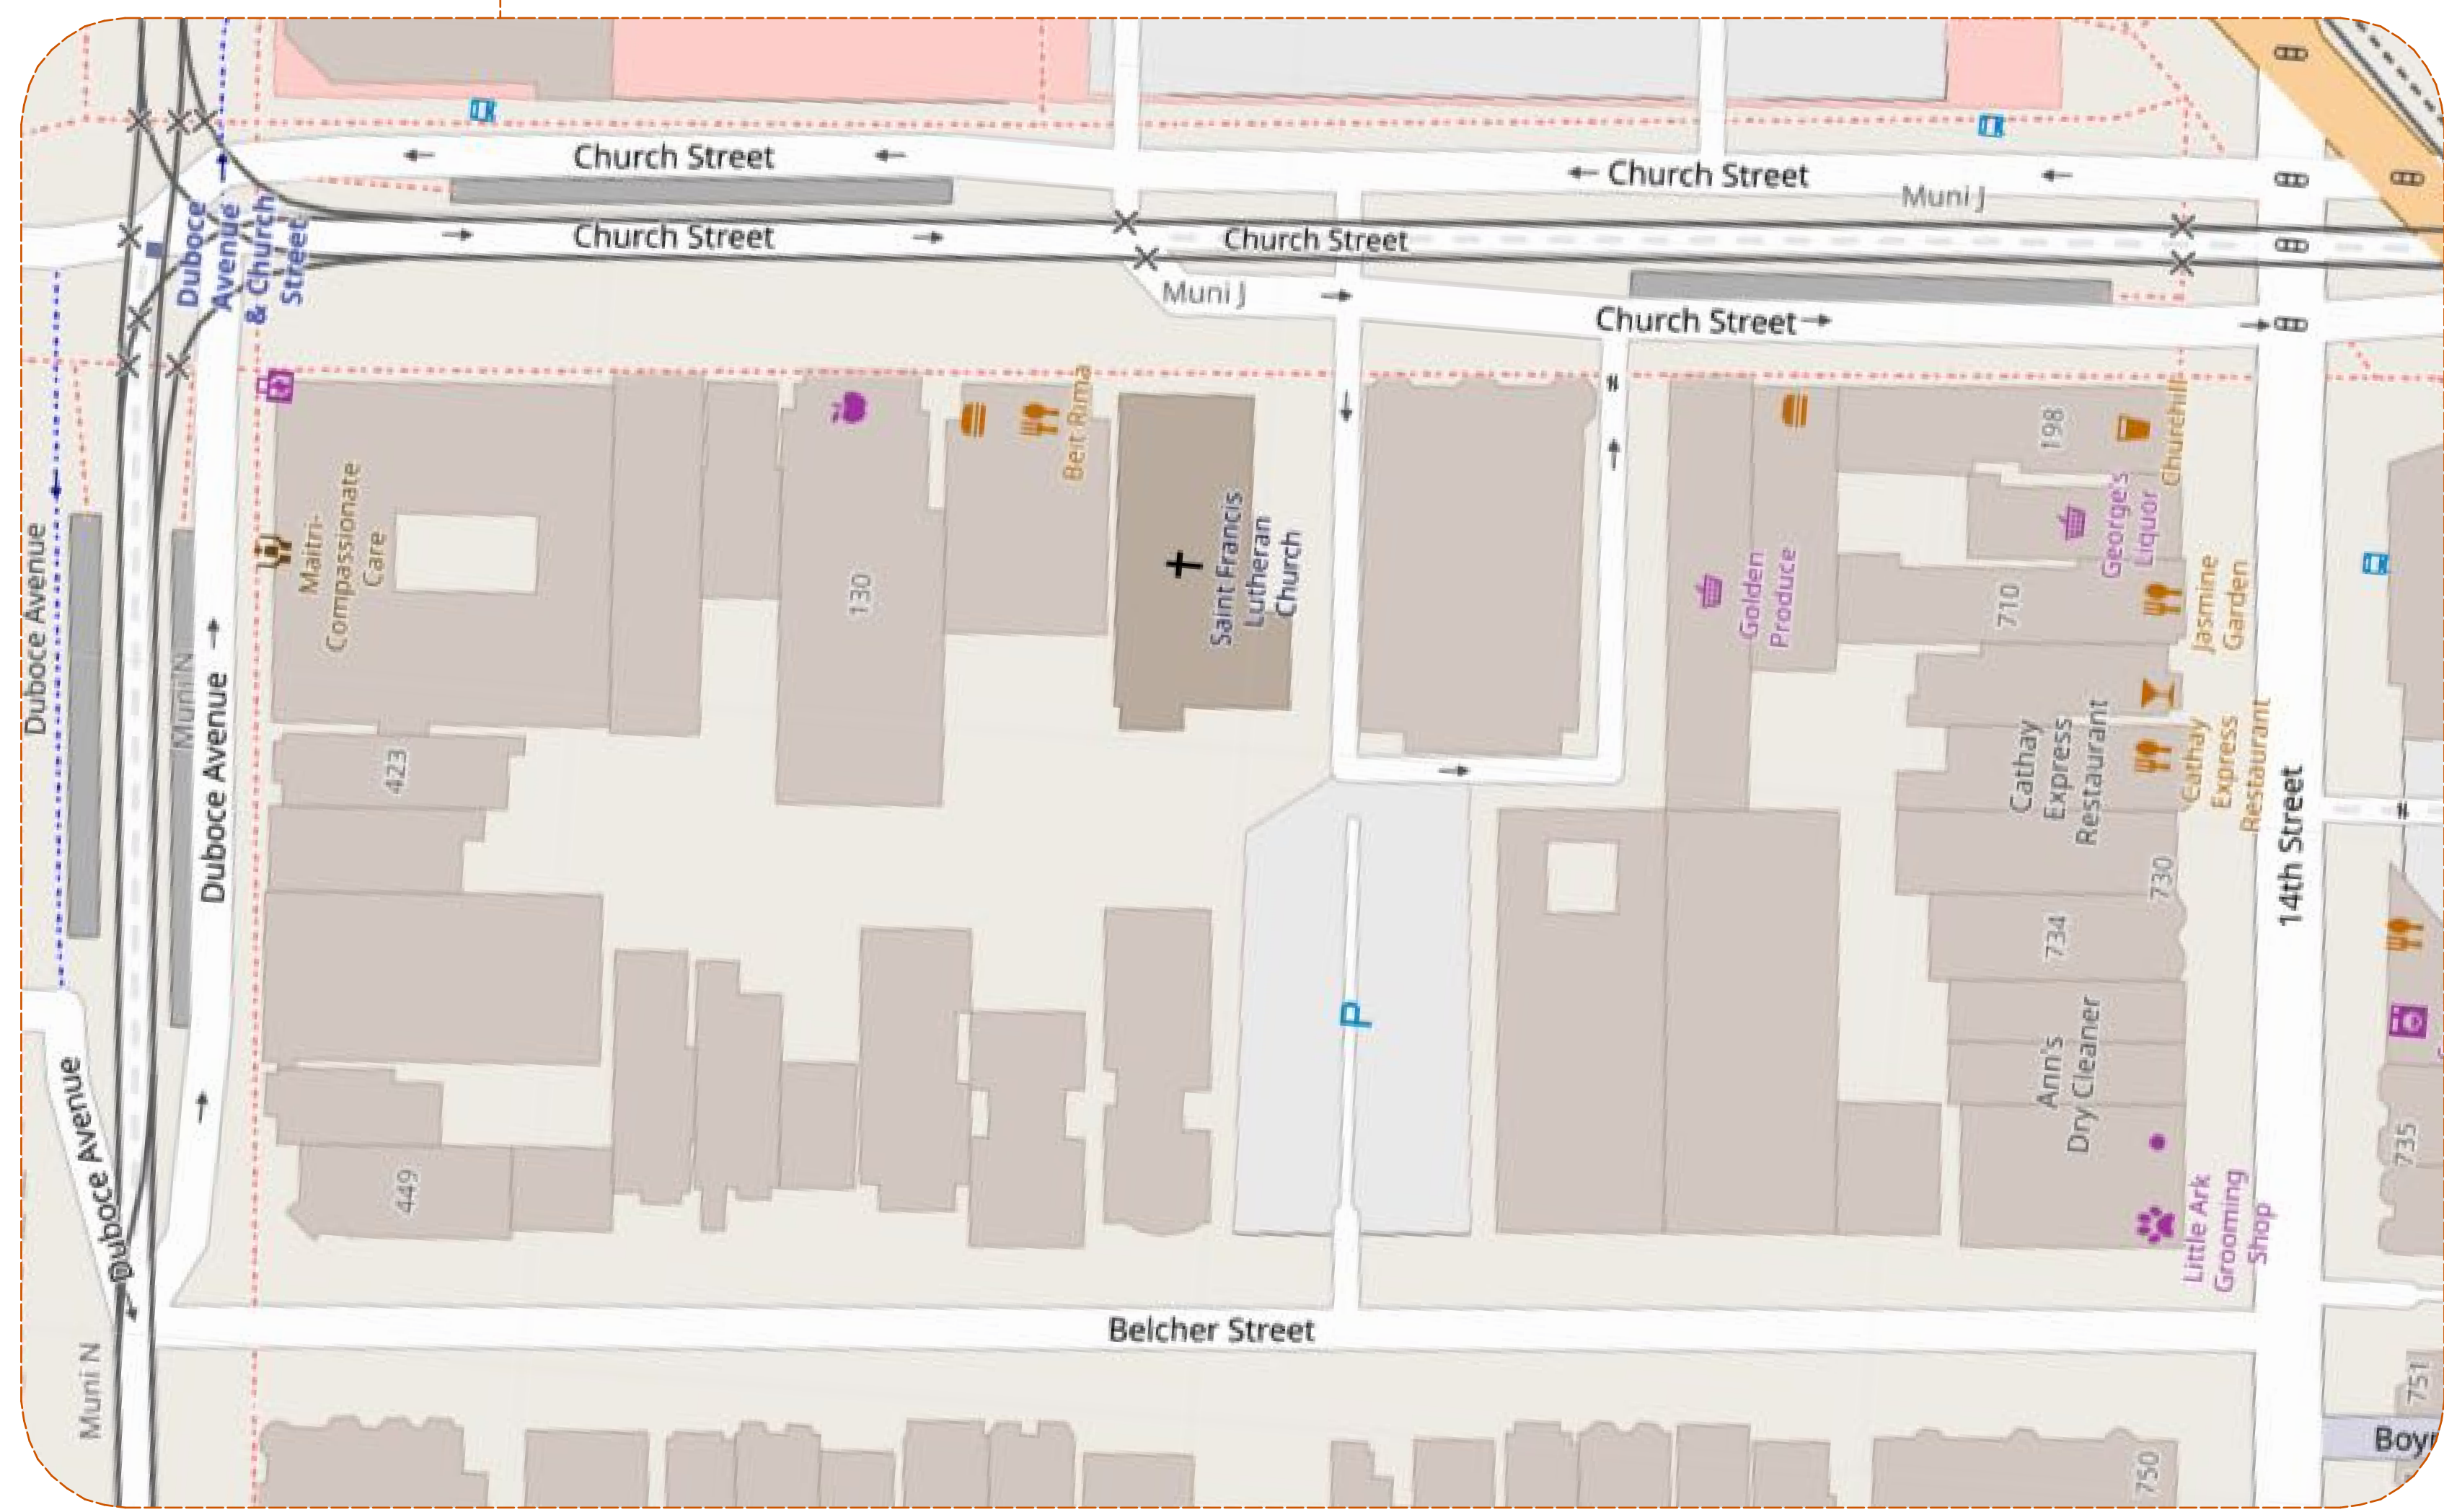 Church Street
Church Street
Muni J
Duboce
Avenue
& Church
Street
Church Street
Church Street
Muni J
Church Street
Beit Rima
198
Churchill
George's
Liquor
Maitri-
Compassionate
Care
130
Saint Francis
Lutheran
Church
Golden
Produce
710
Jasmine
Garden
Duboce Avenue
Muni N
Duboce Avenue
423
Cathay
Express
Restaurant
Cathay
Express
Restaurant
14th Street
730
734
Ann's
Dry Cleaner
Duboce Avenue
449
Little Ark
Grooming
Shop
735
P
Belcher Street
Muni N
751
750